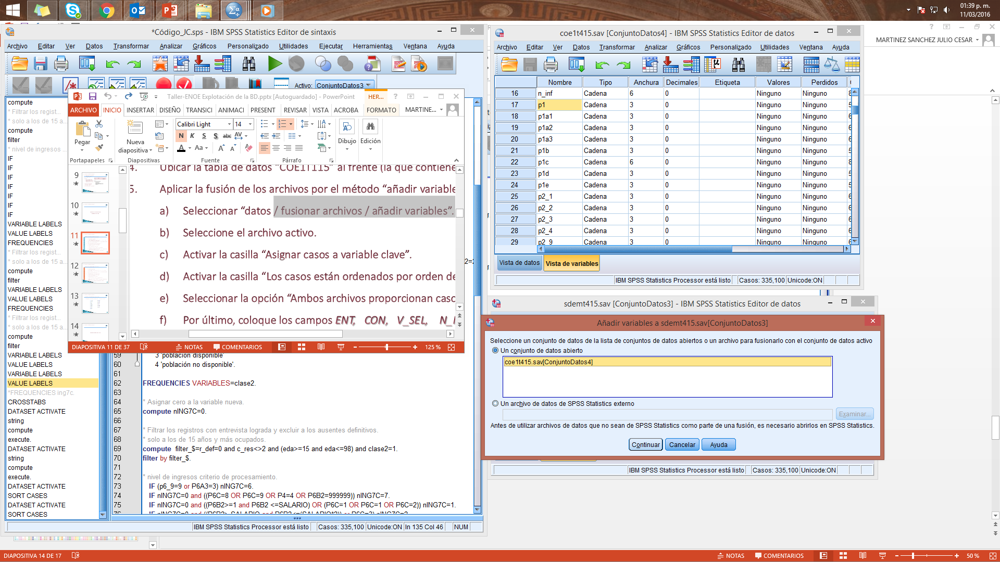 01:39 p. m.
11/03/2016
MARTINEZ SANCHEZ JULIO CESAR
*Código_JC.sps - IBM SPSS Statistics Editor de sintaxis
Archivo Editar Ver Datos Transformar Analizar Gráficos Personalizado Utilidades Ejecutar Herramientas Ventana Ayuda
Activo: ConjuntoDatos3
compute
* Filtrar los regist...
* solo a los de 15 a...
compute
filter
* nivel de ingresos ...
IF
IF
IF
IF
IF
IF
IF
VARIABLE LABELS
VALUE LABELS
FREQUENCIES
* Filtrar los regist...
* solo a los de 15 a...
compute
filter
VARIABLE LABELS
VALUE LABELS
FREQUENCIES
* Filtrar los regist...
* solo a los de 15 a...
compute
filter
VARIABLE LABELS
VALUE LABELS
VARIABLE LABELS
VALUE LABELS
*FREQUENCIES ing7c.
CROSSTABS
DATASET ACTIVATE
string
compute
execute.
DATASET ACTIVATE
string
compute
execute.
DATASET ACTIVATE
SORT CASES
DATASET ACTIVATE
SORT CASES
Taller-ENOE Explotación de la BD.pptx [Autoguardado] - PowerPoint
HER...
ARCHIVO INICIO INSERTAR DISEÑO TRANSICI ANIMACI PRESENT REVISAR VISTA ACROBA FORMATO MARTINE...
Calibri Light 14
Pegar
Nueva diapositiva
Dibujo
Edición
N K S S abc AV
A Aa A A
Portapapeles Diapositivas Fuente Párrafo
9
10
11
12
13
14
4. Ubicar la tabla de datos “COE1T115” al frente (la que contiene
5. Aplicar la fusión de los archivos por el método “añadir variable
a) Seleccionar “datos / fusionar archivos / añadir variables”.
b) Seleccione el archivo activo.
c) Activar la casilla “Asignar casos a variable clave”.
d) Activar la casilla “Los casos están ordenados por orden de
e) Seleccionar la opción “Ambos archivos proporcionan caso
f) Por último, coloque los campos ENT, CON, V_SEL, N_
DIAPOSITIVA 11 DE 37 NOTAS COMENTARIOS 125 %
59 3 'población disponible'
60 4 'población no disponible'.
61
62 FREQUENCIES VARIABLES=clase2.
63
64 * Asignar cero a la variable nueva.
65 compute nING7C=0.
66
67 * Filtrar los registros con entrevista lograda y excluir a los ausentes definitivos.
68 * solo a los de 15 años y más ocupados.
69 compute filter_$=r_def=0 and c_res<>2 and (eda>=15 and eda<=98) and clase2=1.
70 filter by filter_$.
71
72 * nivel de ingresos criterio de procesamiento.
73 IF (p6_9=9 or P6A3=3) nING7C=6.
74 IF nING7C=0 and ((P6C=8 OR P6C=9 OR P4=4 OR P6B2=999999)) nING7C=7.
75 IF nING7C=0 and ((P6B2>=1 and P6B2 <=SALARIO) OR (P6C=1 OR P6C=1 OR P6C=2)) nING7C=1.
IBM SPSS Statistics Processor está listo Casos: 335,100 Unicode:ON In 135 Col 46 NUM
coe1t415.sav [ConjuntoDatos4] - IBM SPSS Statistics Editor de datos
Archivo Editar Ver Datos Transformar Analizar Gráficos Personalizado Utilidades Ventana Ayuda
Nombre Tipo Anchura Decimales Etiqueta Valores Perdidos
16 n_inf Cadena 6 0 Ninguno Ninguno 8
17 p1 Cadena 3 0 Ninguno Ninguno 5
18 p1a1 Cadena 3 0 Ninguno Ninguno 6
19 p1a2 Cadena 3 0 Ninguno Ninguno 6
20 p1a3 Cadena 3 0 Ninguno Ninguno 6
21 p1b Cadena 3 0 Ninguno Ninguno 5
22 p1c Cadena 6 0 Ninguno Ninguno 8
23 p1d Cadena 3 0 Ninguno Ninguno 5
24 p1e Cadena 3 0 Ninguno Ninguno 5
25 p2_1 Cadena 3 0 Ninguno Ninguno 6
26 p2_2 Cadena 3 0 Ninguno Ninguno 6
27 p2_3 Cadena 3 0 Ninguno Ninguno 6
28 p2_4 Cadena 3 0 Ninguno Ninguno 6
29 p2_9 Cadena 3 0 Ninguno Ninguno 6
Vista de datos Vista de variables
IBM SPSS Statistics Processor está listo Casos: 335,100 Unicode:ON
sdemt415.sav [ConjuntoDatos3] - IBM SPSS Statistics Editor de datos
Añadir variables a sdemt415.sav[ConjuntoDatos3]
Seleccione un conjunto de datos de la lista de conjuntos de datos abiertos o un archivo para fusionarlo con el conjunto de datos activo
Un conjunto de datos abierto
coe1t415.sav[ConjuntoDatos4]
Un archivo de datos de SPSS Statistics externo
Examinar...
Antes de utilizar archivos de datos que no sean de SPSS Statistics como parte de una fusión, es necesario abrirlos en SPSS Statistics.
Continuar Cancelar Ayuda
IBM SPSS Statistics Processor está listo Casos: 335,100 Unicode:ON
DIAPOSITIVA 14 DE 17 NOTAS COMENTARIOS 50 %